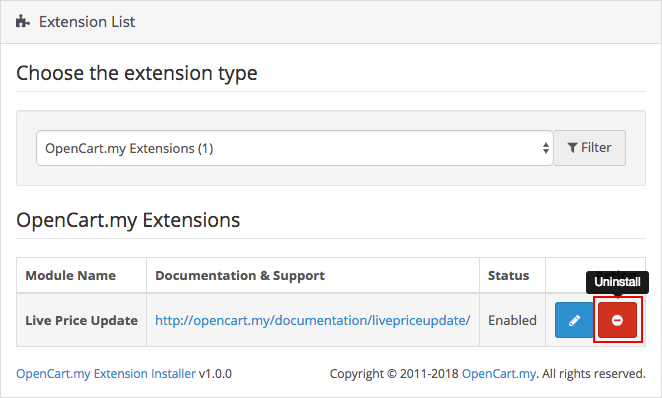 Extension List
Choose the extension type
OpenCart.my Extensions (1)
Filter
OpenCart.my Extensions
Module Name Documentation & Support Status
Uninstall
Live Price Update http://opencart.my/documentation/livepriceupdate/ Enabled
OpenCart.my Extension Installer v1.0.0 Copyright © 2011-2018 OpenCart.my. All rights reserved.